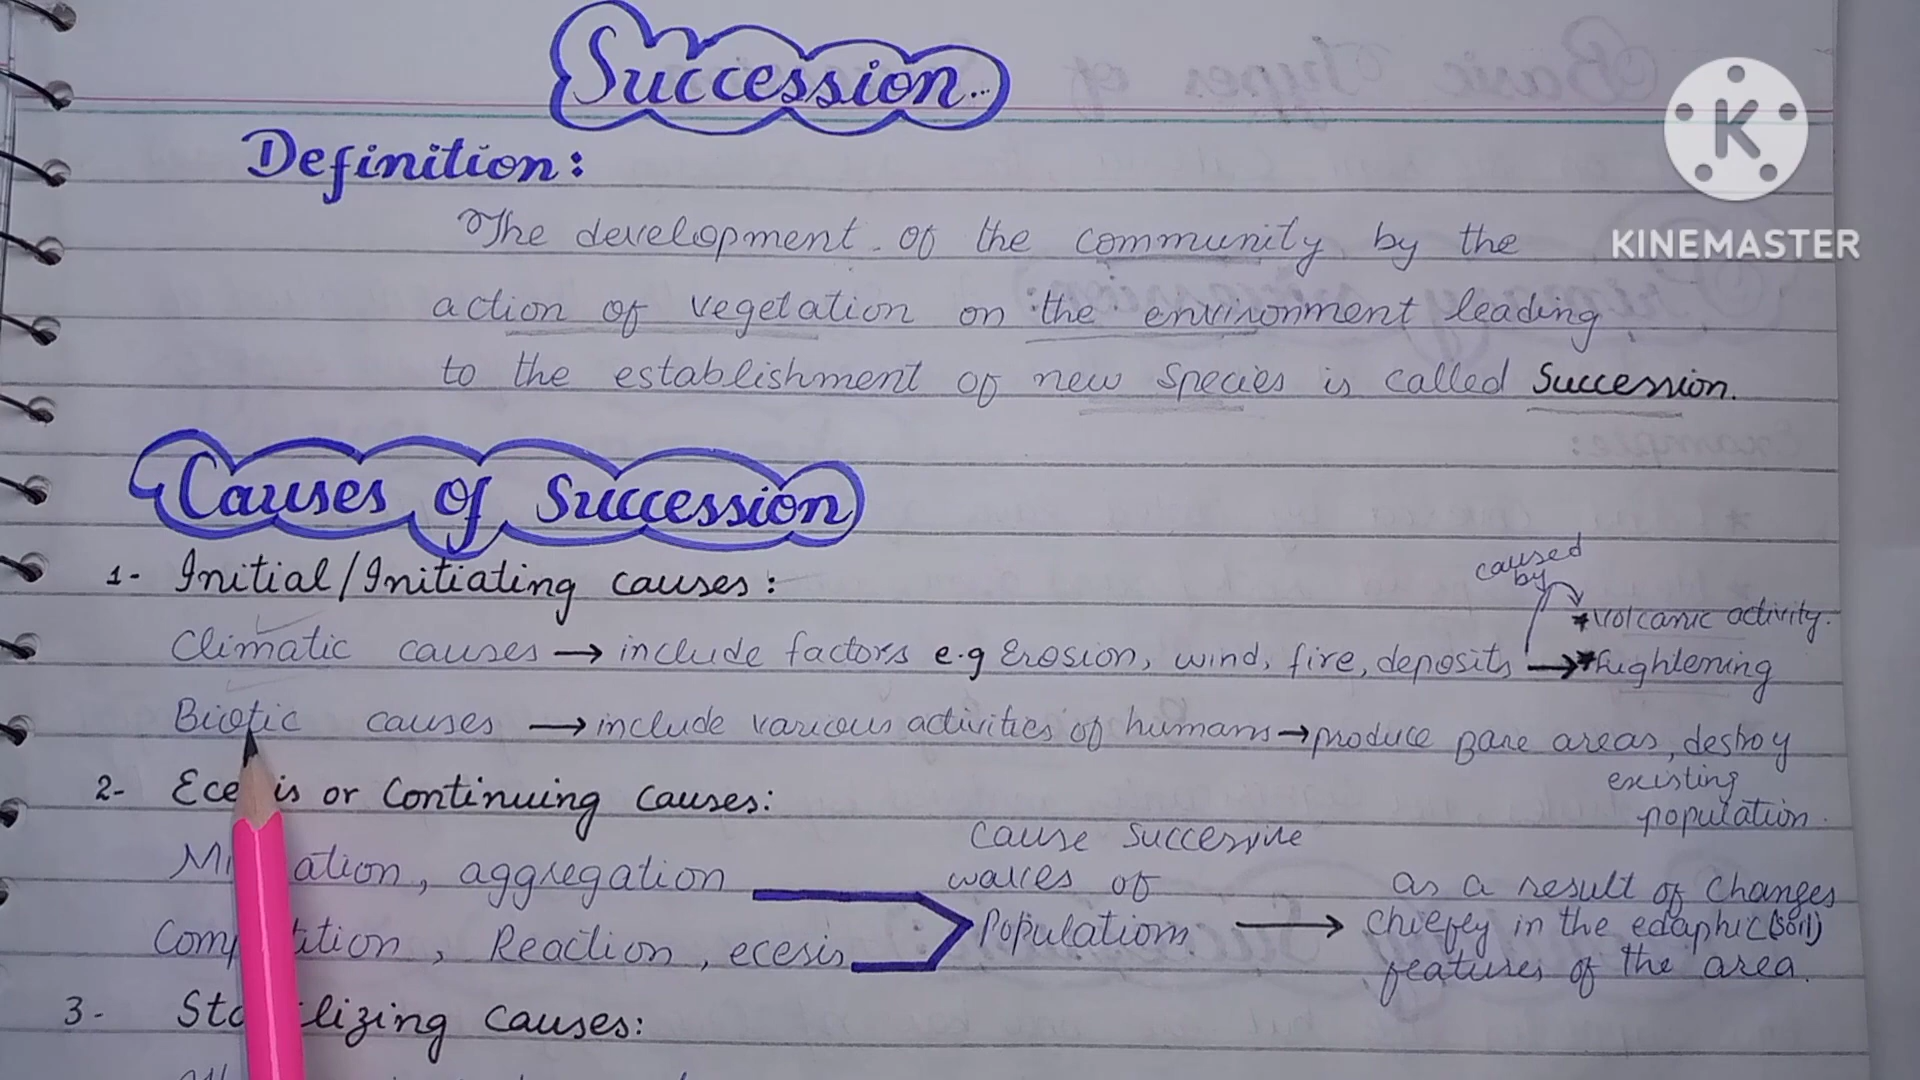 Succession...
K
KINEMASTER
Definition:
The development of the community by the
action of vegetation on the environment leading
to the establishment of new species is called Succession.
Causes of Succession
1- Initial/Initiating causes:
caused
by
*volcanic activity.
Climatic causes → include factors e.g Erosion, wind, fire, deposits → *lughtening
Biotic causes → include various activities of humans → produce bare areas, destroy
existing
population.
2- Ece is or Continuing causes:
Mi ation, aggregation
Comp tition, Reaction, ecesis
cause successive
waves of
Populations →
as a result of changes
chiefly in the edaphic (soil)
features of the area.
3- Sta lizing causes: